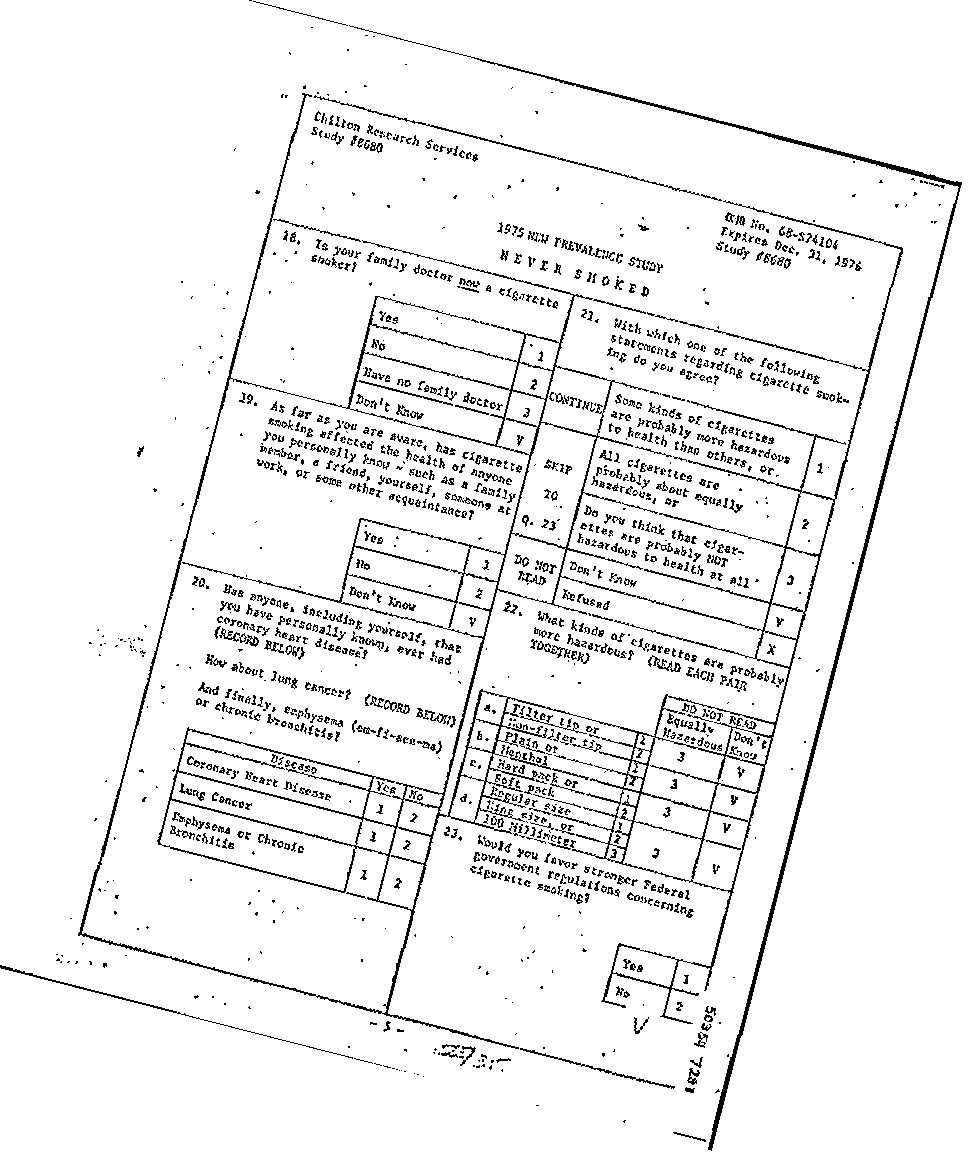 Chilton Research Services
Study #8680
OMB No. 68-S74104
Expires Dec. 31, 1976
Study #8680
1975 NEW PREVALENCE STUDY
NEVER SMOKED
18. Is your family doctor now a cigarette
smoker?
Yes 1
No 2
Have no family doctor 3
Don't Know V
19. As far as you are aware, has cigarette
smoking affected the health of anyone
you personally know - such as a family
member, a friend, yourself, someone at
work, or some other acquaintance?
Yes 1
No 2
Don't Know V
20. Has anyone, including yourself, that
you have personally known, ever had
coronary heart disease?
(RECORD BELOW)
How about lung cancer? (RECORD BELOW)
And finally, emphysema (em-fi-see-ma)
or chronic bronchitis?
Disease Yes No
Coronary Heart Disease 1 2
Lung Cancer 1 2
Emphysema or Chronic
Bronchitis 1 2
21. With which one of the following
statements regarding cigarette smok-
ing do you agree?
CONTINUE
Some kinds of cigarettes
are probably more hazardous
to health than others, or 1
SKIP
TO
Q. 23
All cigarettes are
probably about equally
hazardous, or 2
Do you think that cigar-
ettes are probably NOT
hazardous to health at all 3
DO NOT
READ
Don't Know V
Refused X
22. What kinds of cigarettes are probably
more hazardous? (READ EACH PAIR
TOGETHER)
DO NOT READ
Equally
Hazardous
Don't
Know
a. Filter tip or 1
Non-filter tip 2 3 V
b. Plain or 1
Menthol 2 3 V
c. Hard pack or 1
Soft pack 2 3 V
d. Regular size 1
King size, or 2
100 Millimeter 3 3 V
23. Would you favor stronger Federal
government regulations concerning
cigarette smoking?
Yes 1
No 2
V
- 5 -
50354 7281